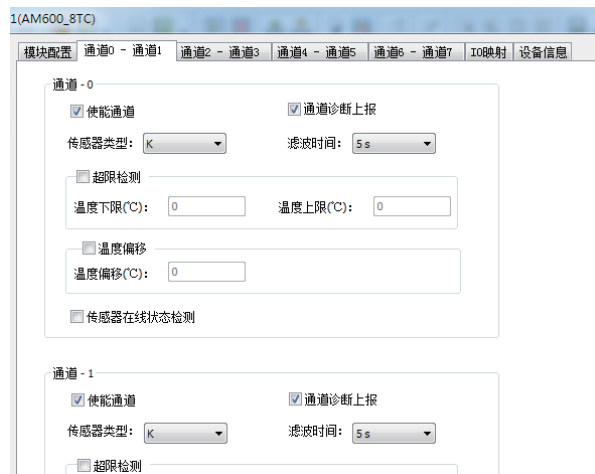 1(AM600_8TC)
模块配置 通道0 - 通道1 通道2 - 通道3 通道4 - 通道5 通道6 - 通道7 IO映射 设备信息
通道 - 0
使能通道 通道诊断上报
传感器类型: K 滤波时间: 5 s
超限检测
温度下限(℃): 0 温度上限(℃): 0
温度偏移
温度偏移(℃): 0
传感器在线状态检测
通道 - 1
使能通道 通道诊断上报
传感器类型: K 滤波时间: 5 s
超限检测